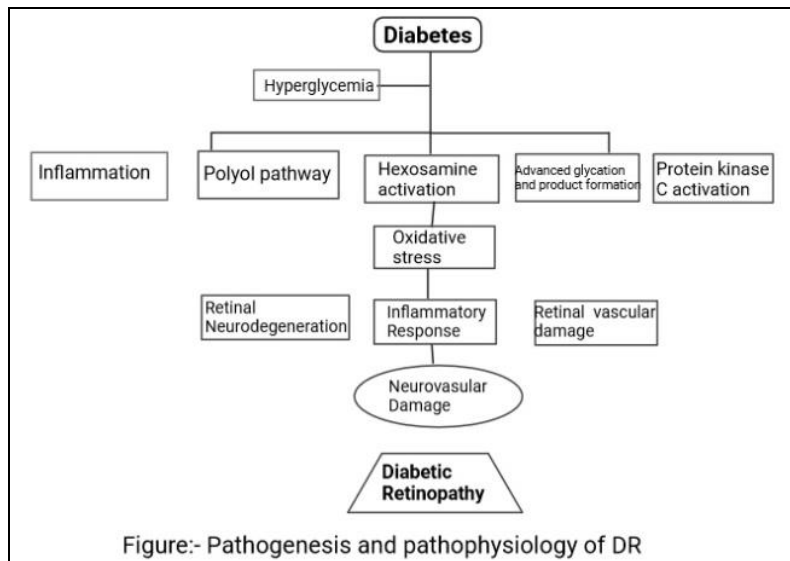 Diabetes
Hyperglycemia
Inflammation
Polyol pathway
Hexosamine
activation
Advanced glycation
and product formation
Protein kinase
C activation
Oxidative
stress
Retinal
Neurodegeneration
Inflammatory
Response
Retinal vascular
damage
Neurovascular
Damage
Diabetic
Retinopathy
Figure:- Pathogenesis and pathophysiology of DR